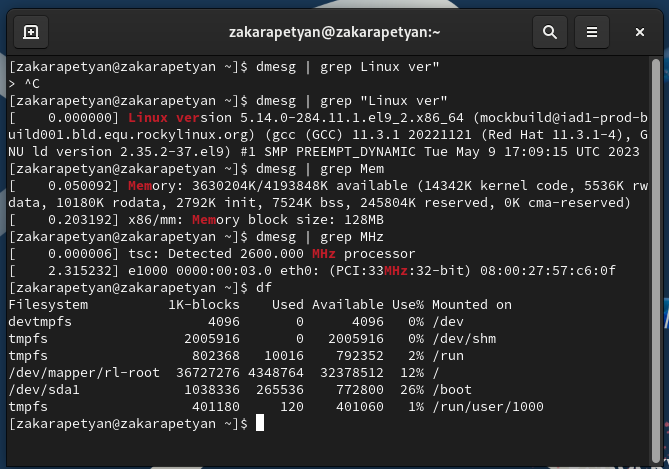 zakarapetyan@zakarapetyan:~
[zakarapetyan@zakarapetyan ~]$ dmesg | grep Linux ver"
> ^C
[zakarapetyan@zakarapetyan ~]$ dmesg | grep "Linux ver"
[    0.000000] Linux version 5.14.0-284.11.1.el9_2.x86_64 (mockbuild@iad1-prod-b
uild001.bld.equ.rockylinux.org) (gcc (GCC) 11.3.1 20221121 (Red Hat 11.3.1-4), G
NU ld version 2.35.2-37.el9) #1 SMP PREEMPT_DYNAMIC Tue May 9 17:09:15 UTC 2023
[zakarapetyan@zakarapetyan ~]$ dmesg | grep Mem
[    0.050092] Memory: 3630204K/4193848K available (14342K kernel code, 5536K rw
data, 10180K rodata, 2792K init, 7524K bss, 245804K reserved, 0K cma-reserved)
[    0.203192] x86/mm: Memory block size: 128MB
[zakarapetyan@zakarapetyan ~]$ dmesg | grep MHz
[    0.000006] tsc: Detected 2600.000 MHz processor
[    2.315232] e1000 0000:00:03.0 eth0: (PCI:33MHz:32-bit) 08:00:27:57:c6:0f
[zakarapetyan@zakarapetyan ~]$ df
Filesystem          1K-blocks    Used Available Use% Mounted on
devtmpfs                 4096       0      4096   0% /dev
tmpfs                 2005916       0   2005916   0% /dev/shm
tmpfs                  802368   10016    792352   2% /run
/dev/mapper/rl-root  36727276 4348764  32378512  12% /
/dev/sda1             1038336  265536    772800  26% /boot
tmpfs                  401180     120    401060   1% /run/user/1000
[zakarapetyan@zakarapetyan ~]$